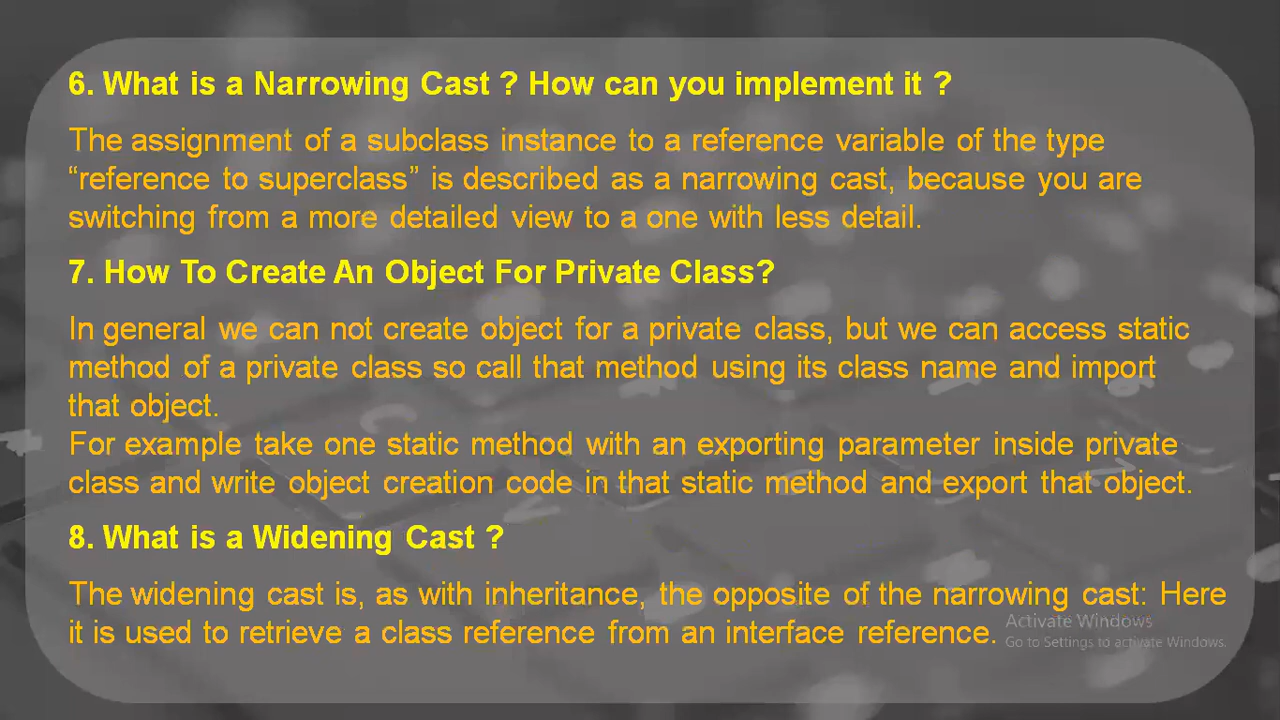 6. What is a Narrowing Cast ? How can you implement it ?
The assignment of a subclass instance to a reference variable of the type
“reference to superclass” is described as a narrowing cast, because you are
switching from a more detailed view to a one with less detail.
7. How To Create An Object For Private Class?
In general we can not create object for a private class, but we can access static
method of a private class so call that method using its class name and import
that object.
For example take one static method with an exporting parameter inside private
class and write object creation code in that static method and export that object.
8. What is a Widening Cast ?
The widening cast is, as with inheritance, the opposite of the narrowing cast: Here
it is used to retrieve a class reference from an interface reference.
Activate Windows
Go to Settings to activate Windows.